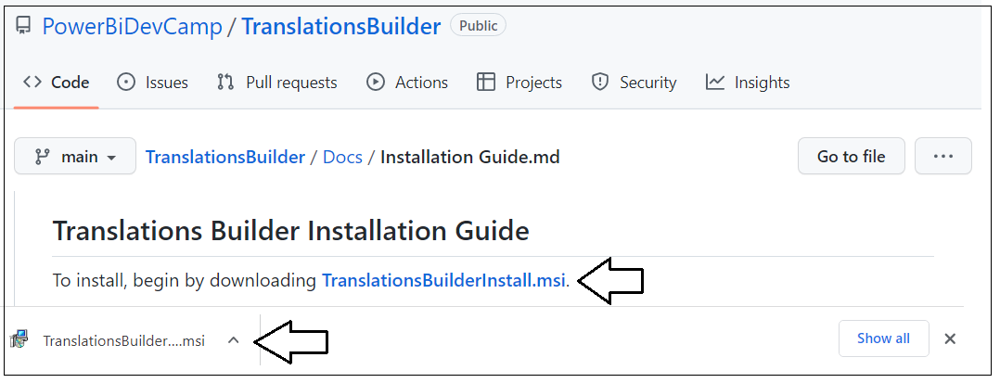 PowerBiDevCamp / TranslationsBuilder Public
Code Issues Pull requests Actions Projects Security Insights
main TranslationsBuilder / Docs / Installation Guide.md Go to file ...
Translations Builder Installation Guide
To install, begin by downloading TranslationsBuilderInstall.msi.
TranslationsBuilder....msi Show all